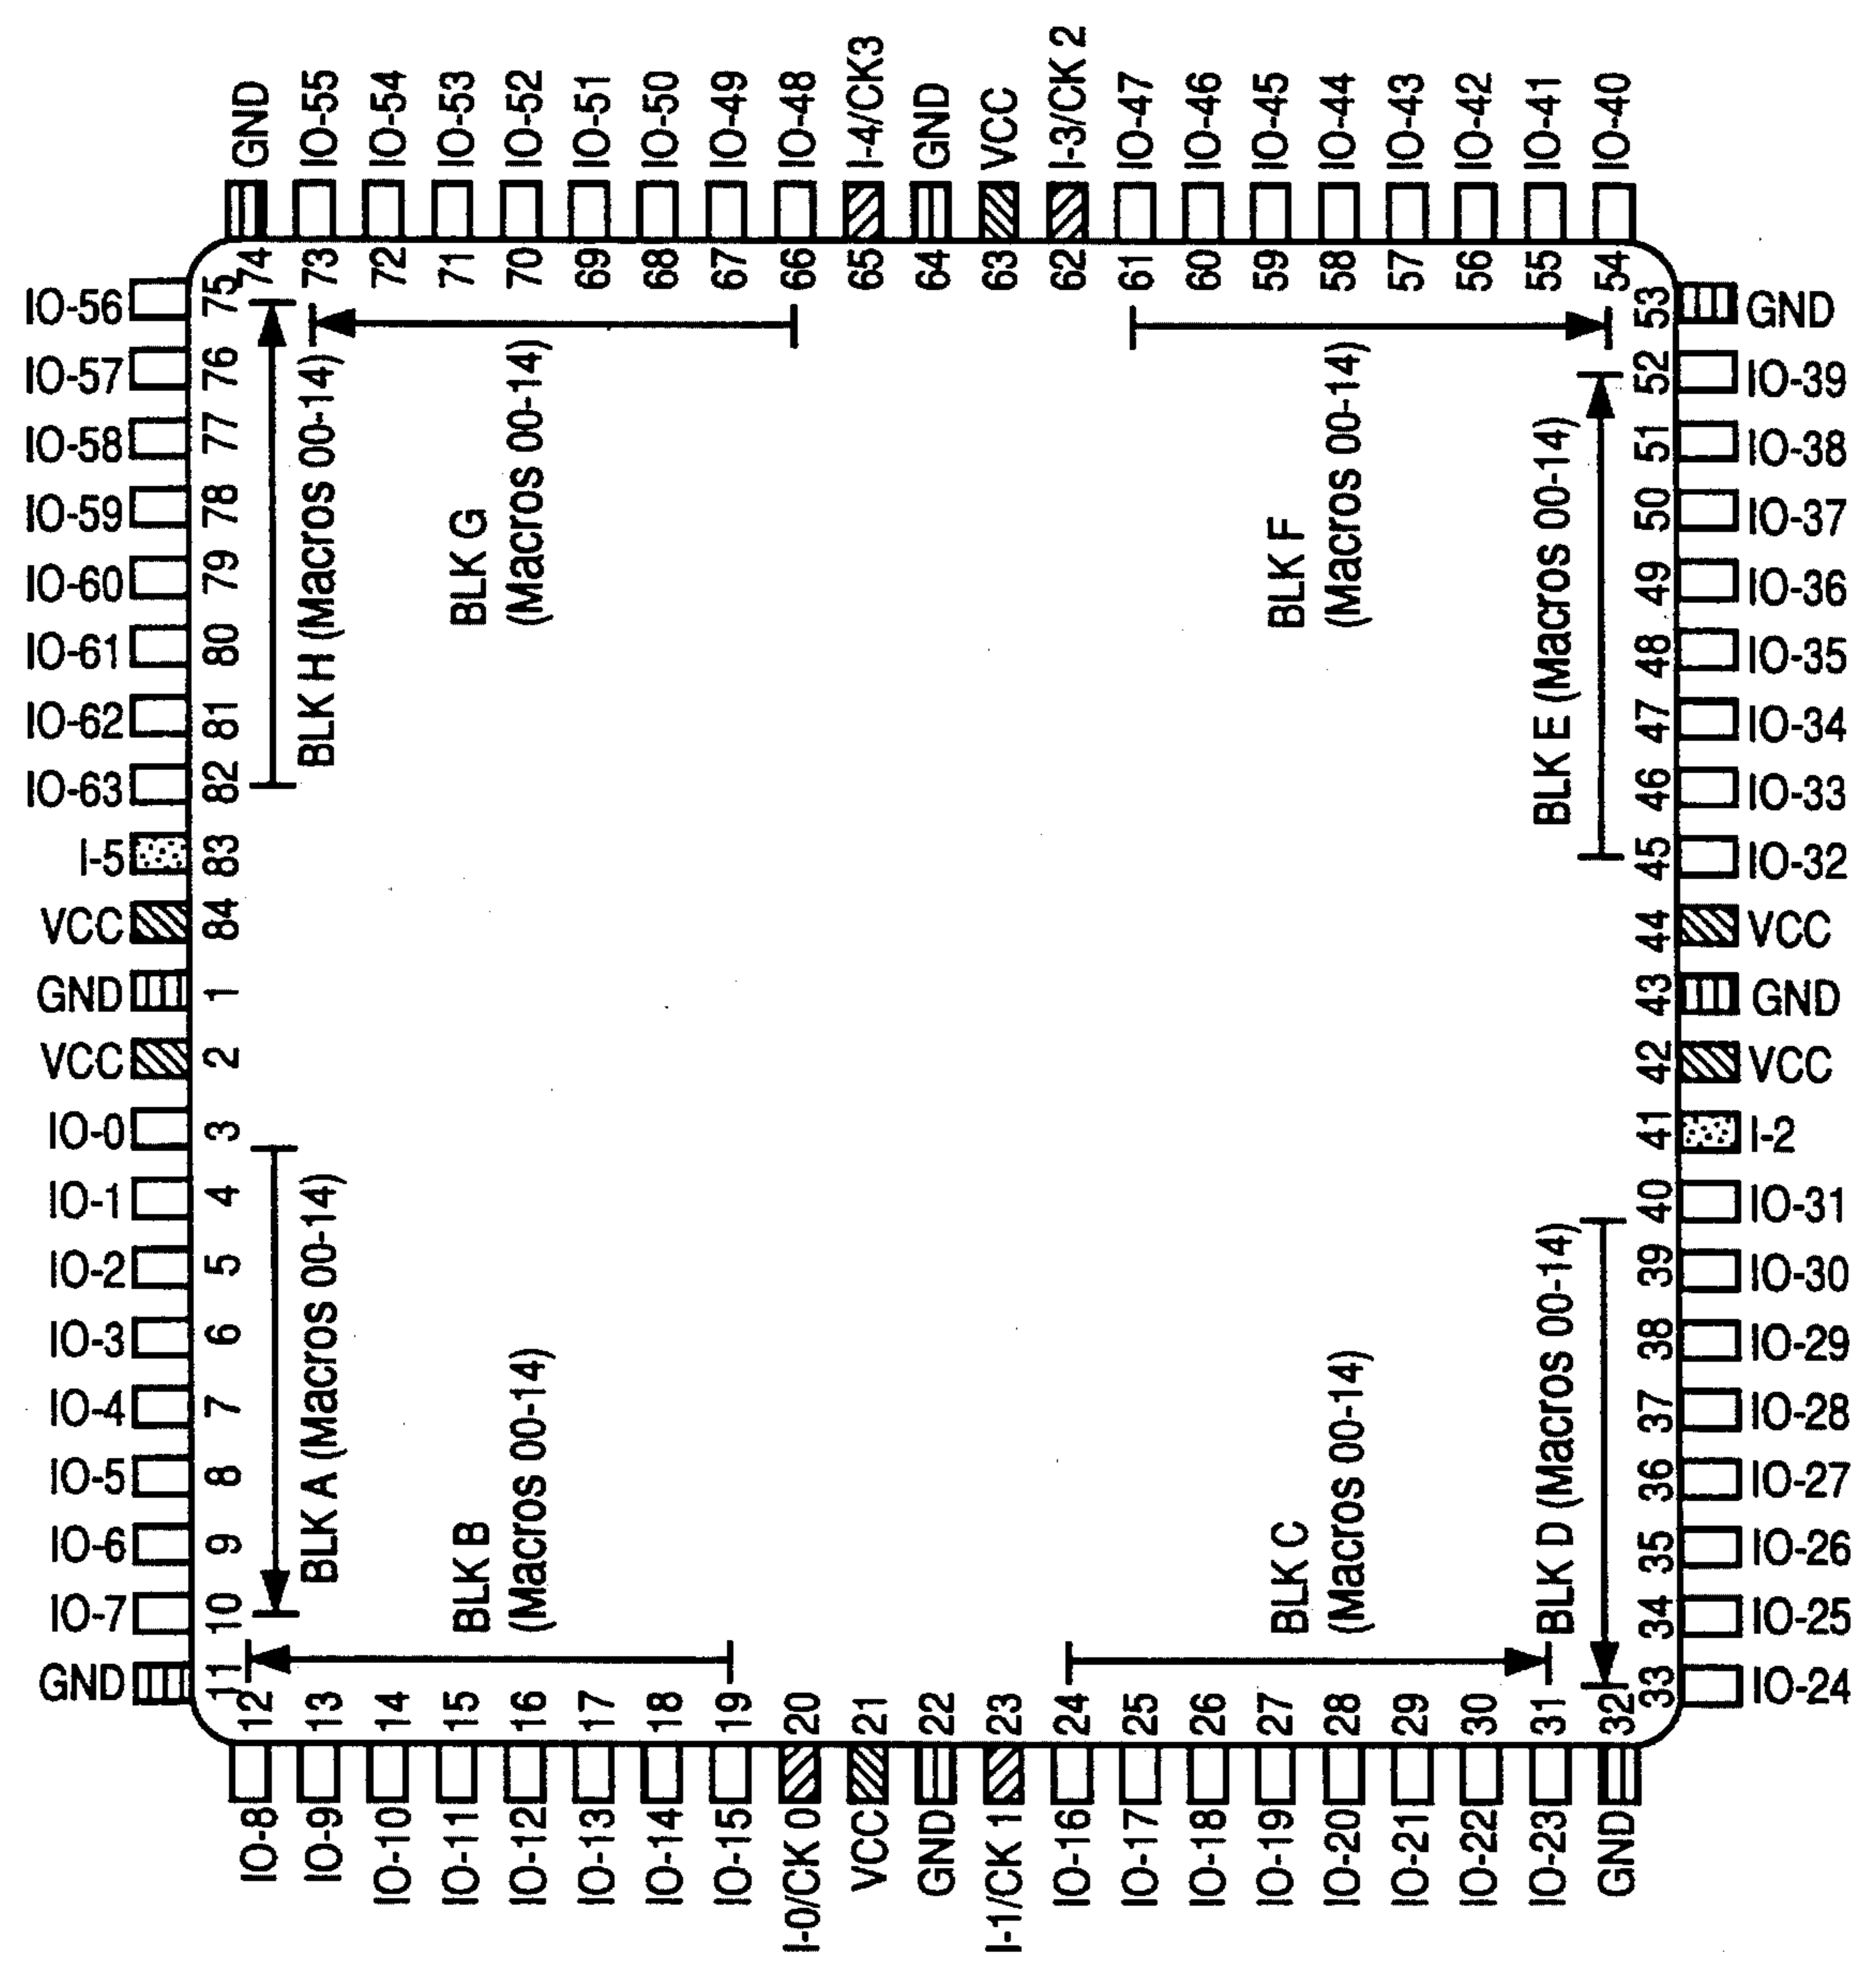 GND
IO-55
IO-54
IO-53
IO-52
IO-51
IO-50
IO-49
IO-48
I-4/CK3
GND
VCC
I-3/CK 2
IO-47
IO-46
IO-45
IO-44
IO-43
IO-42
IO-41
IO-40
74
73
72
71
70
69
68
67
66
65
64
63
62
61
60
59
58
57
56
55
54
IO-56 75
IO-57 76
IO-58 77
IO-59 78
IO-60 79
IO-61 80
IO-62 81
IO-63 82
I-5 83
VCC 84
GND 1
VCC 2
IO-0 3
IO-1 4
IO-2 5
IO-3 6
IO-4 7
IO-5 8
IO-6 9
IO-7 10
GND 11
BLK H (Macros 00-14)
BLK G
(Macros 00-14)
BLK F
(Macros 00-14)
BLK E (Macros 00-14)
BLK A (Macros 00-14)
BLK B
(Macros 00-14)
BLK C
(Macros 00-14)
BLK D (Macros 00-14)
53 GND
52 IO-39
51 IO-38
50 IO-37
49 IO-36
48 IO-35
47 IO-34
46 IO-33
45 IO-32
44 VCC
43 GND
42 VCC
41 I-2
40 IO-31
39 IO-30
38 IO-29
37 IO-28
36 IO-27
35 IO-26
34 IO-25
33 IO-24
12
13
14
15
16
17
18
19
20
21
22
23
24
25
26
27
28
29
30
31
32
IO-8
IO-9
IO-10
IO-11
IO-12
IO-13
IO-14
IO-15
I-0/CK 0
VCC
GND
I-1/CK 1
IO-16
IO-17
IO-18
IO-19
IO-20
IO-21
IO-22
IO-23
GND